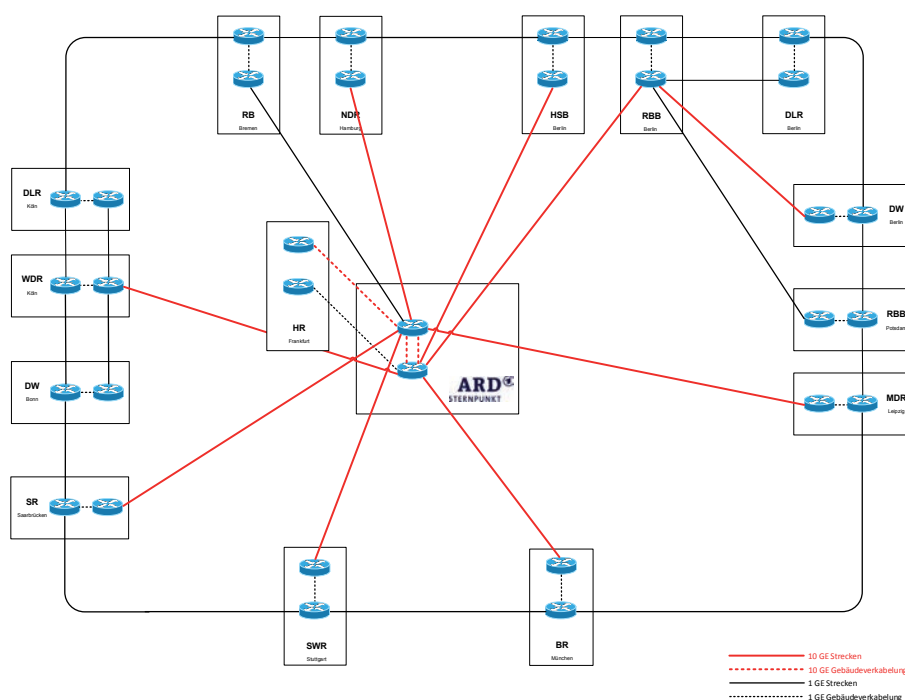 RB
Bremen
NDR
Hamburg
HSB
Berlin
RBB
Berlin
DLR
Berlin
DLR
Köln
DW
Berlin
WDR
Köln
HR
Frankfurt
RBB
Potsdam
DW
Bonn
ARD
STERNPUNKT
MDR
Leipzig
SR
Saarbrücken
SWR
Stuttgart
BR
München
10 GE Strecken
10 GE Gebäudeverkabelung
1 GE Strecken
1 GE Gebäudeverkabelung